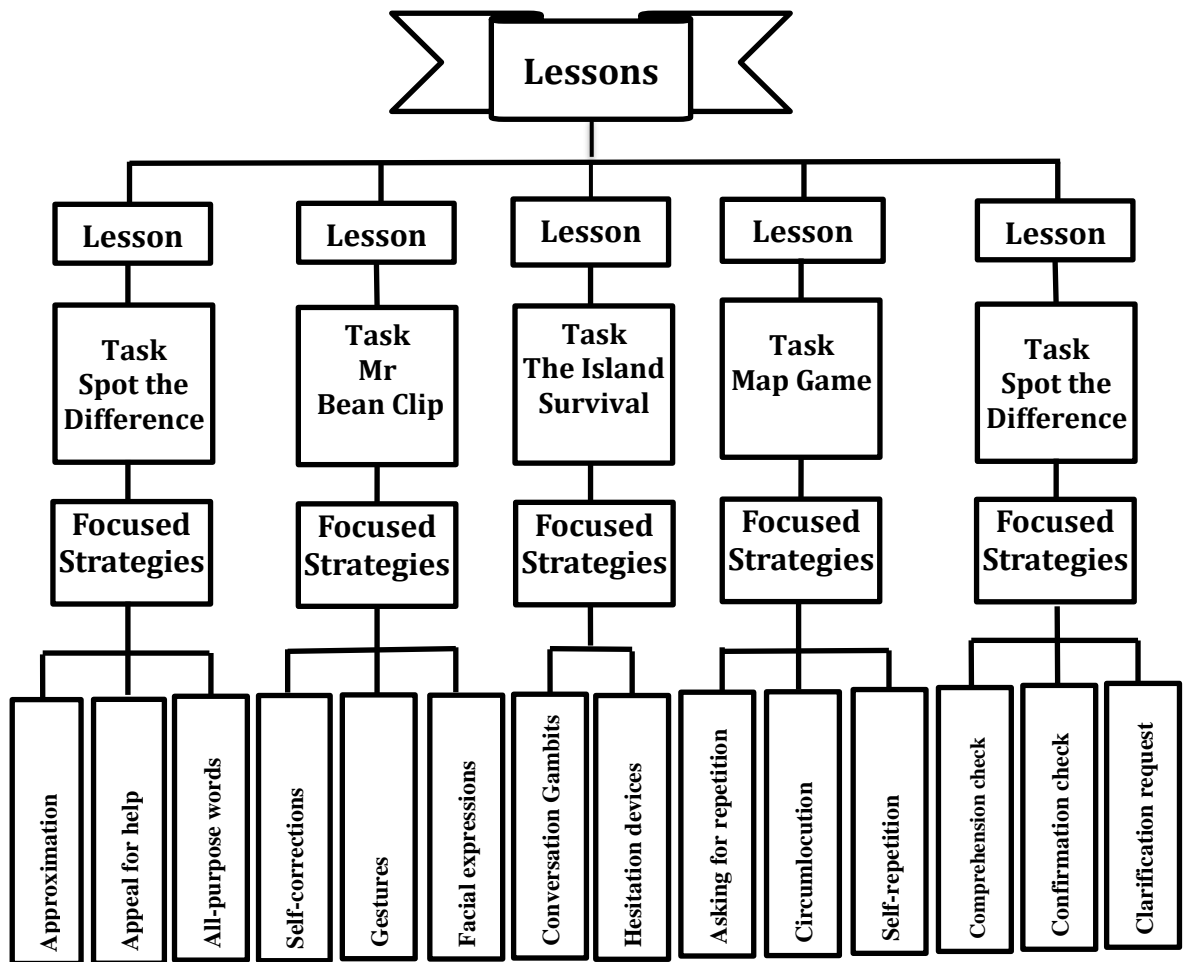 Lessons
Lesson
Lesson
Lesson
Lesson
Lesson
Task
Spot the
Difference
Task
Mr
Bean Clip
Task
The Island
Survival
Task
Map Game
Task
Spot the
Difference
Focused
Strategies
Focused
Strategies
Focused
Strategies
Focused
Strategies
Focused
Strategies
Approximation
Appeal for help
All-purpose words
Self-corrections
Gestures
Facial expressions
Conversation Gambits
Hesitation devices
Asking for repetition
Circumlocution
Self-repetition
Comprehension check
Confirmation check
Clarification request